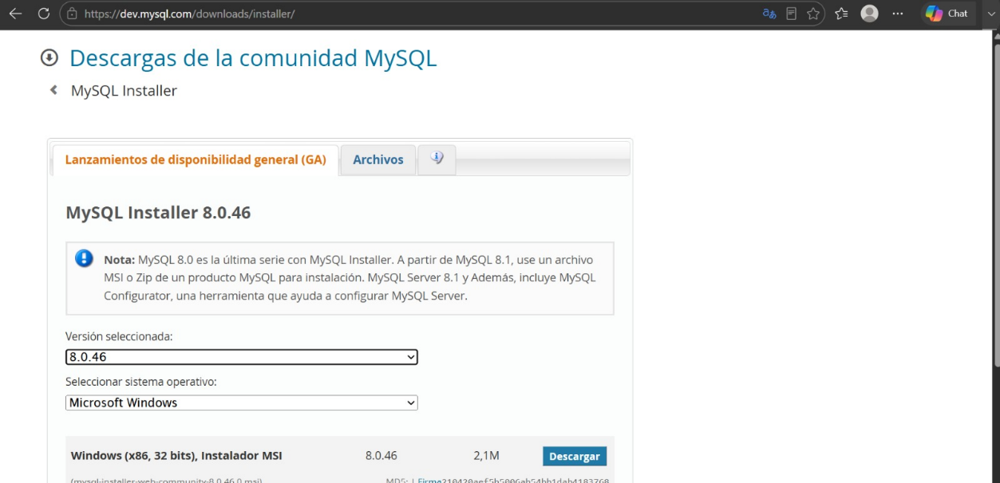 https://dev.mysql.com/downloads/installer/
Chat
Descargas de la comunidad MySQL
MySQL Installer
Lanzamientos de disponibilidad general (GA)
Archivos
MySQL Installer 8.0.46
Nota: MySQL 8.0 es la última serie con MySQL Installer. A partir de MySQL 8.1, use un archivo
MSI o Zip de un producto MySQL para instalación. MySQL Server 8.1 y Además, incluye MySQL
Configurator, una herramienta que ayuda a configurar MySQL Server.
Versión seleccionada:
8.0.46
Seleccionar sistema operativo:
Microsoft Windows
Windows (x86, 32 bits), Instalador MSI 8.0.46 2,1M Descargar
(mysql-installer-web-community-8.0.46.0.msi) MD5: | Firma